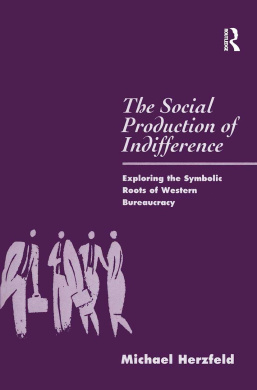 ROUTLEDGE
The Social
Production of
Indifference
Exploring the Symbolic
Roots of Western
Bureaucracy
Michael Herzfeld